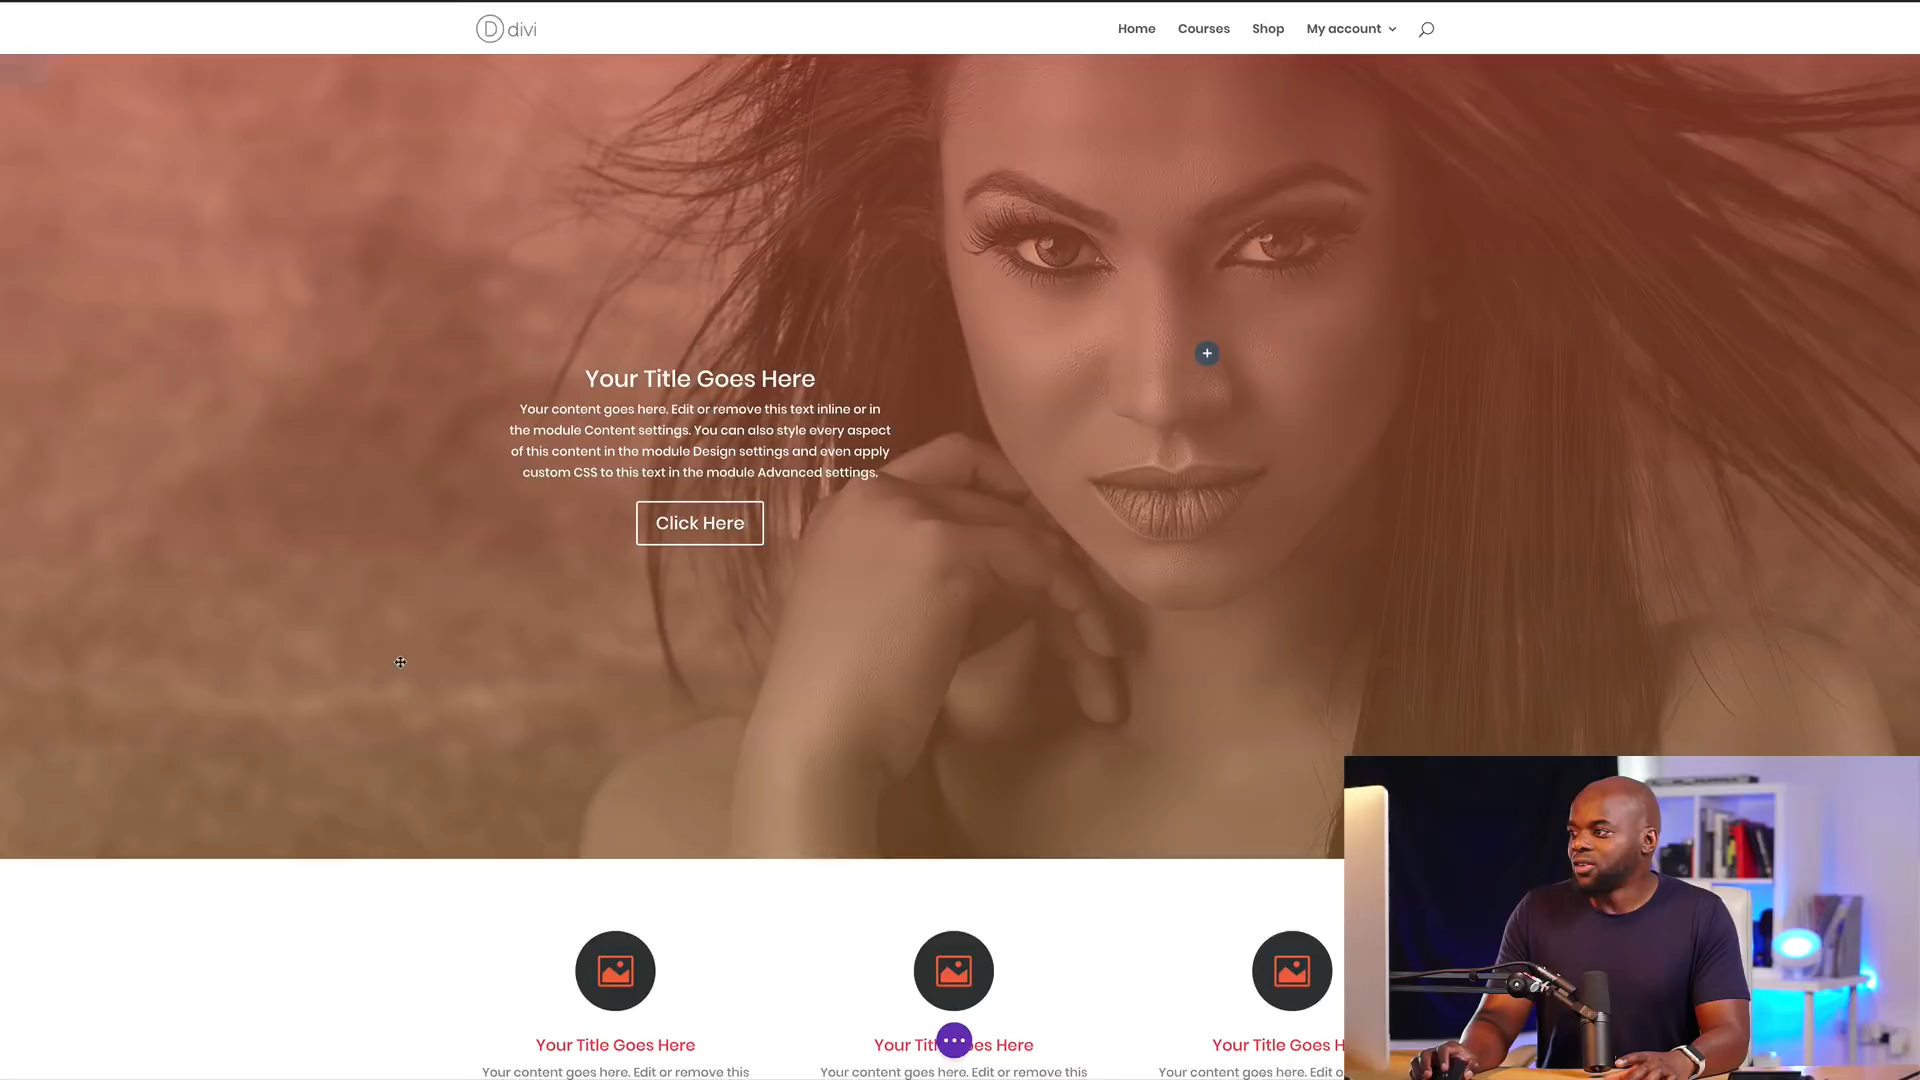 D divi
Home Courses Shop My account
Your Title Goes Here
Your content goes here. Edit or remove this text inline or in
the module Content settings. You can also style every aspect
of this content in the module Design settings and even apply
custom CSS to this text in the module Advanced settings.
Click Here
Your Title Goes Here
Your content goes here. Edit or remove this
Your Titl oes Here
Your content goes here. Edit or remove this
Your Title Goes H
Your content goes here. Edit o